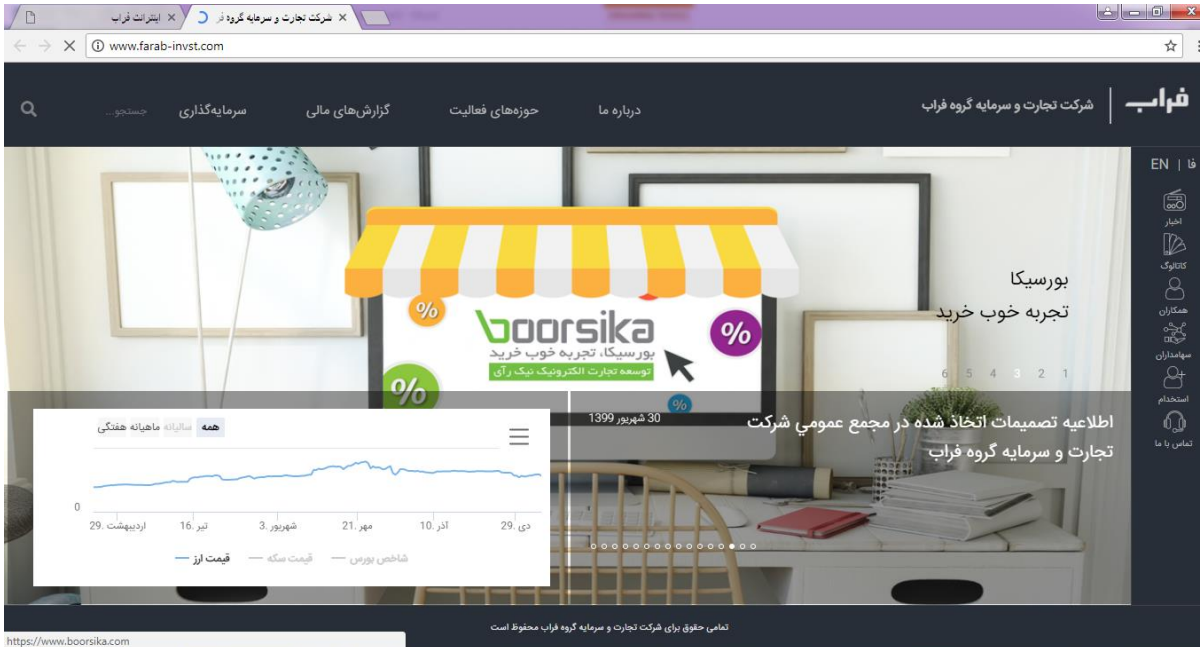 شرکت تجارت و سرمایه گروه فر
اینترانت فراب
www.farab-invst.com
فراب
شرکت تجارت و سرمایه گروه فراب
درباره ما
حوزه‌های فعالیت
گزارش‌های مالی
سرمایه‌گذاری
جستجو...
فا | EN
اخبار
کاتالوگ
همکاران
سهامداران
استخدام
تماس با ما
بورسیکا
تجربه خوب خرید
6 5 4 3 2 1
%
%
boorsika
بورسیکا، تجربه خوب خرید
توسعه تجارت الکترونیک نیک رآی
%
%
اطلاعیه تصمیمات اتخاذ شده در مجمع عمومي شرکت
تجارت و سرمایه گروه فراب
30 شهریور 1399
همه سالیانه ماهیانه هفتگی
0
29. اردیبهشت
16. تیر
3. شهریور
21. مهر
10. آذر
29. دی
شاخص بورس
قیمت سکه
قیمت ارز
تمامی حقوق برای شرکت تجارت و سرمایه گروه فراب محفوظ است
https://www.boorsika.com